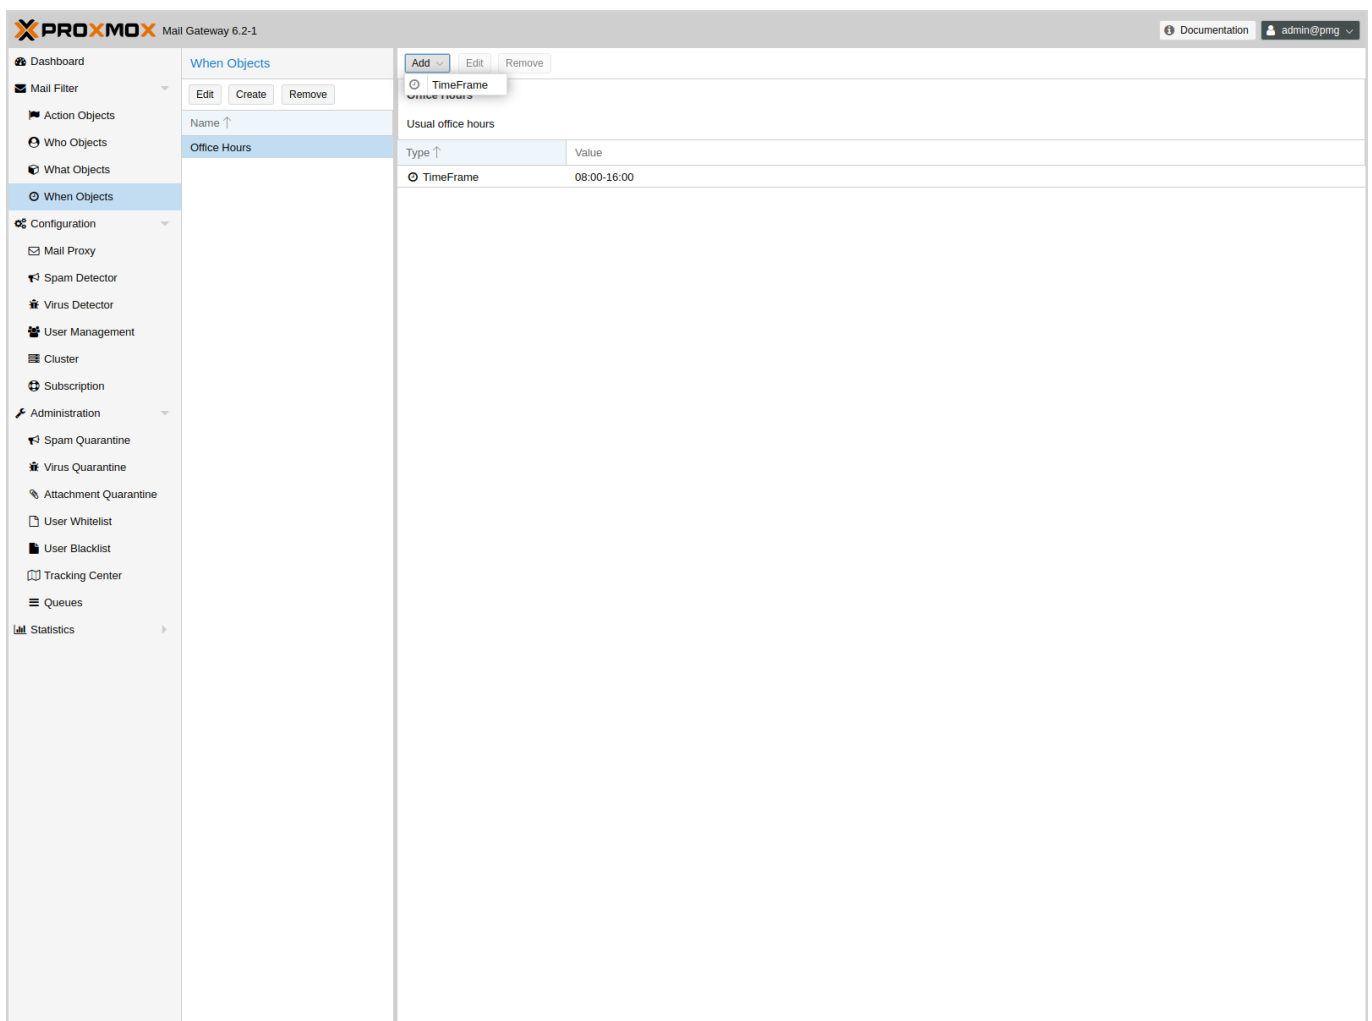 PROXMOX Mail Gateway 6.2-1
Documentation
admin@pmg
Dashboard
Mail Filter
Action Objects
Who Objects
What Objects
When Objects
Configuration
Mail Proxy
Spam Detector
Virus Detector
User Management
Cluster
Subscription
Administration
Spam Quarantine
Virus Quarantine
Attachment Quarantine
User Whitelist
User Blacklist
Tracking Center
Queues
Statistics
When Objects
Edit Create Remove
Name
Office Hours
Add Edit Remove
TimeFrame
Office Hours
Usual office hours
Type Value
TimeFrame 08:00-16:00